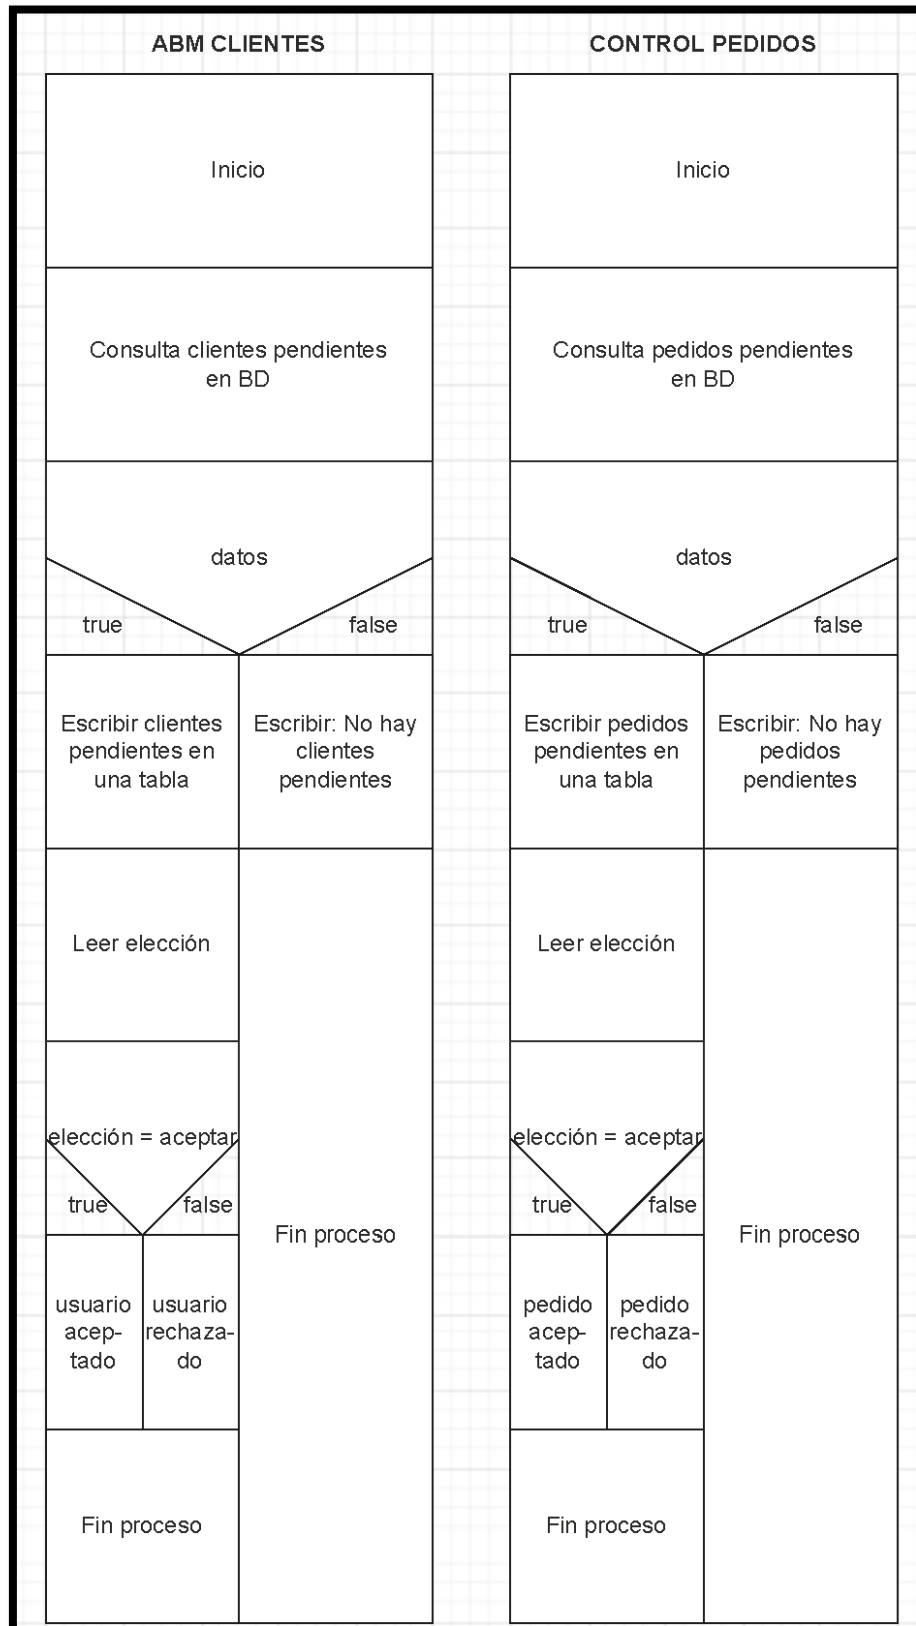 ABM CLIENTES
Inicio
Consulta clientes pendientes
en BD
datos
true
false
Escribir clientes
pendientes en
una tabla
Escribir: No hay
clientes
pendientes
Leer elección
elección = aceptar
true
false
usuario
acep-
tado
usuario
rechaza-
do
Fin proceso
Fin proceso
CONTROL PEDIDOS
Inicio
Consulta pedidos pendientes
en BD
datos
true
false
Escribir pedidos
pendientes en
una tabla
Escribir: No hay
pedidos
pendientes
Leer elección
elección = aceptar
true
false
pedido
acep-
tado
pedido
rechaza-
do
Fin proceso
Fin proceso